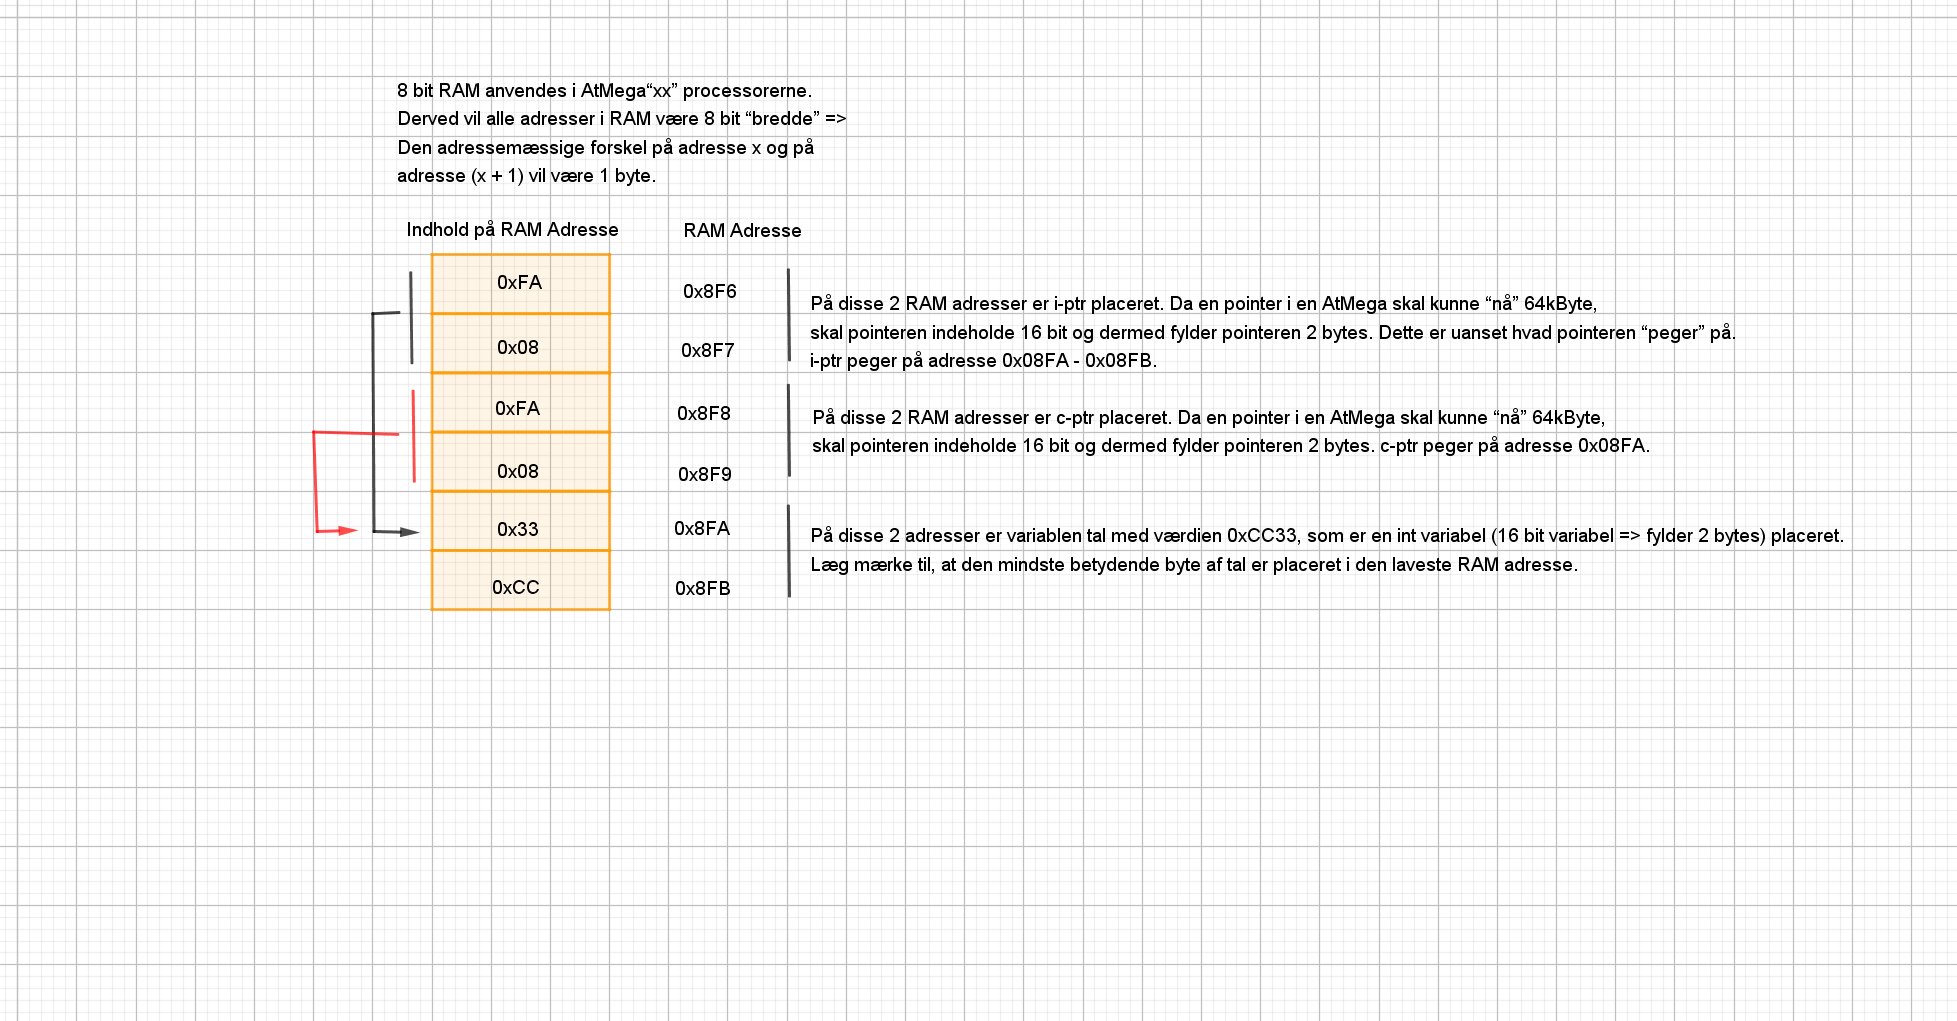 8 bit RAM anvendes i AtMega“xx” processorerne.
Derved vil alle adresser i RAM være 8 bit “bredde” =>
Den adressemæssige forskel på adresse x og på
adresse (x + 1) vil være 1 byte.
Indhold på RAM Adresse
RAM Adresse
0xFA
0x8F6
0x08
0x8F7
På disse 2 RAM adresser er i-ptr placeret. Da en pointer i en AtMega skal kunne “nå” 64kByte,
skal pointeren indeholde 16 bit og dermed fylder pointeren 2 bytes. Dette er uanset hvad pointeren “peger” på.
i-ptr peger på adresse 0x08FA - 0x08FB.
0xFA
0x8F8
0x08
0x8F9
På disse 2 RAM adresser er c-ptr placeret. Da en pointer i en AtMega skal kunne “nå” 64kByte,
skal pointeren indeholde 16 bit og dermed fylder pointeren 2 bytes. c-ptr peger på adresse 0x08FA.
0x33
0x8FA
0xCC
0x8FB
På disse 2 adresser er variablen tal med værdien 0xCC33, som er en int variabel (16 bit variabel => fylder 2 bytes) placeret.
Læg mærke til, at den mindste betydende byte af tal er placeret i den laveste RAM adresse.